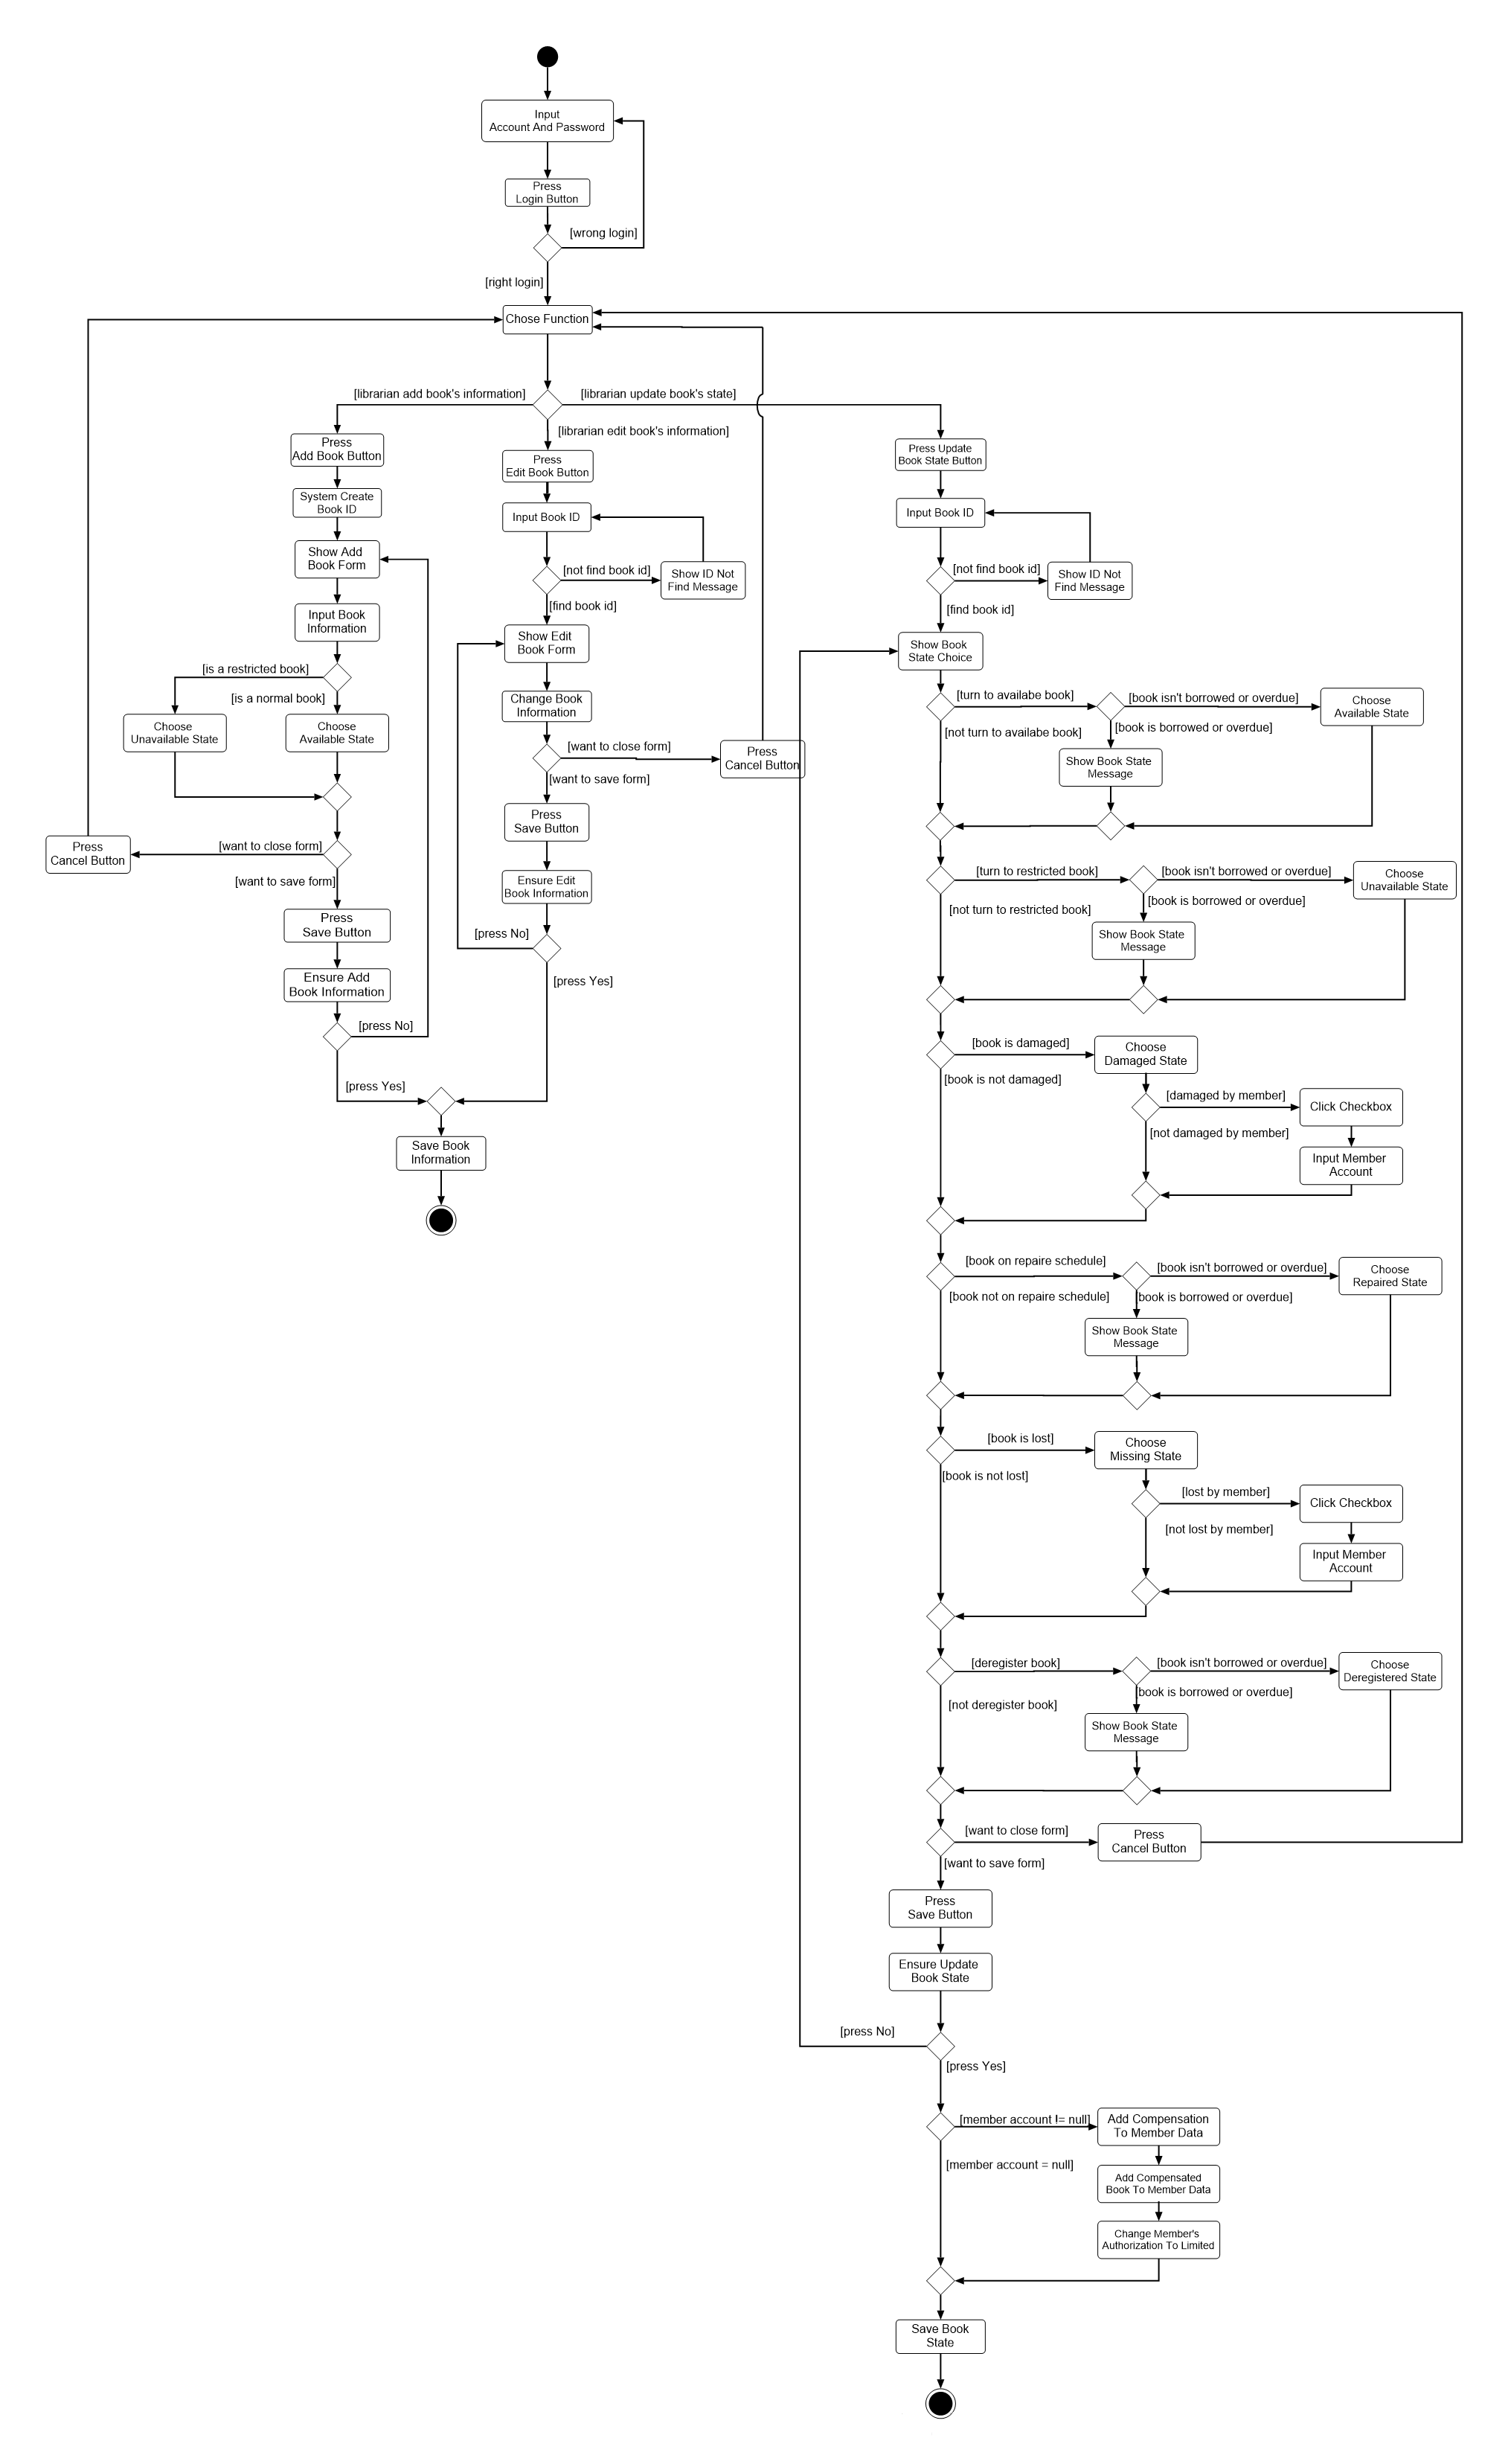 Input
Account And Password
Press
Login Button
[wrong login]
[right login]
Chose Function
[librarian add book's information]
[librarian update book's state]
[librarian edit book's information]
Press
Add Book Button
System Create
Book ID
Show Add
Book Form
Input Book
Information
[is a restricted book]
[is a normal book]
Choose
Unavailable State
Choose
Available State
[want to close form]
Press
Cancel Button
[want to save form]
Press
Save Button
Ensure Add
Book Information
[press No]
[press Yes]
Press
Edit Book Button
Input Book ID
[not find book id]
Show ID Not
Find Message
[find book id]
Show Edit
Book Form
Change Book
Information
[want to close form]
Press
Cancel Button
[want to save form]
Press
Save Button
Ensure Edit
Book Information
[press No]
[press Yes]
Save Book
Information
Press Update
Book State Button
Input Book ID
[not find book id]
Show ID Not
Find Message
[find book id]
Show Book
State Choice
[turn to availabe book]
[book isn't borrowed or overdue]
Choose
Available State
[not turn to availabe book]
[book is borrowed or overdue]
Show Book State
Message
[turn to restricted book]
[book isn't borrowed or overdue]
Choose
Unavailable State
[not turn to restricted book]
[book is borrowed or overdue]
Show Book State
Message
[book is damaged]
Choose
Damaged State
[book is not damaged]
[damaged by member]
Click Checkbox
[not damaged by member]
Input Member
Account
[book on repaire schedule]
[book isn't borrowed or overdue]
Choose
Repaired State
[book not on repaire schedule]
[book is borrowed or overdue]
Show Book State
Message
[book is lost]
Choose
Missing State
[book is not lost]
[lost by member]
Click Checkbox
[not lost by member]
Input Member
Account
[deregister book]
[book isn't borrowed or overdue]
Choose
Deregistered State
[not deregister book]
[book is borrowed or overdue]
Show Book State
Message
[want to close form]
Press
Cancel Button
[want to save form]
Press
Save Button
Ensure Update
Book State
[press No]
[press Yes]
[member account != null]
Add Compensation
To Member Data
[member account = null]
Add Compensated
Book To Member Data
Change Member's
Authorization To Limited
Save Book
State